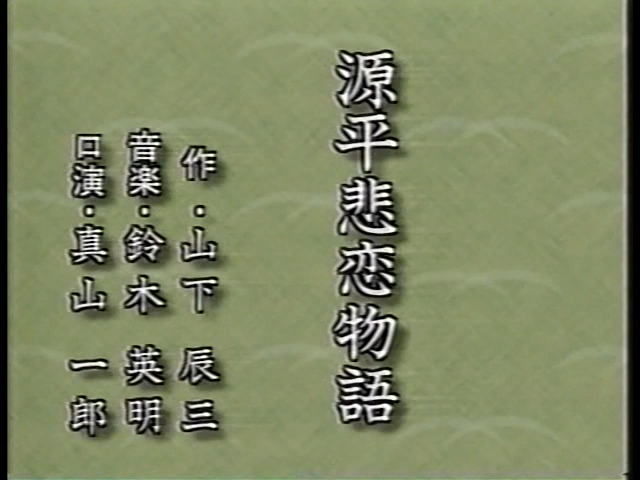 源平悲恋物語
作・山下辰三
音楽・鈴木英明
口演・真山一郎